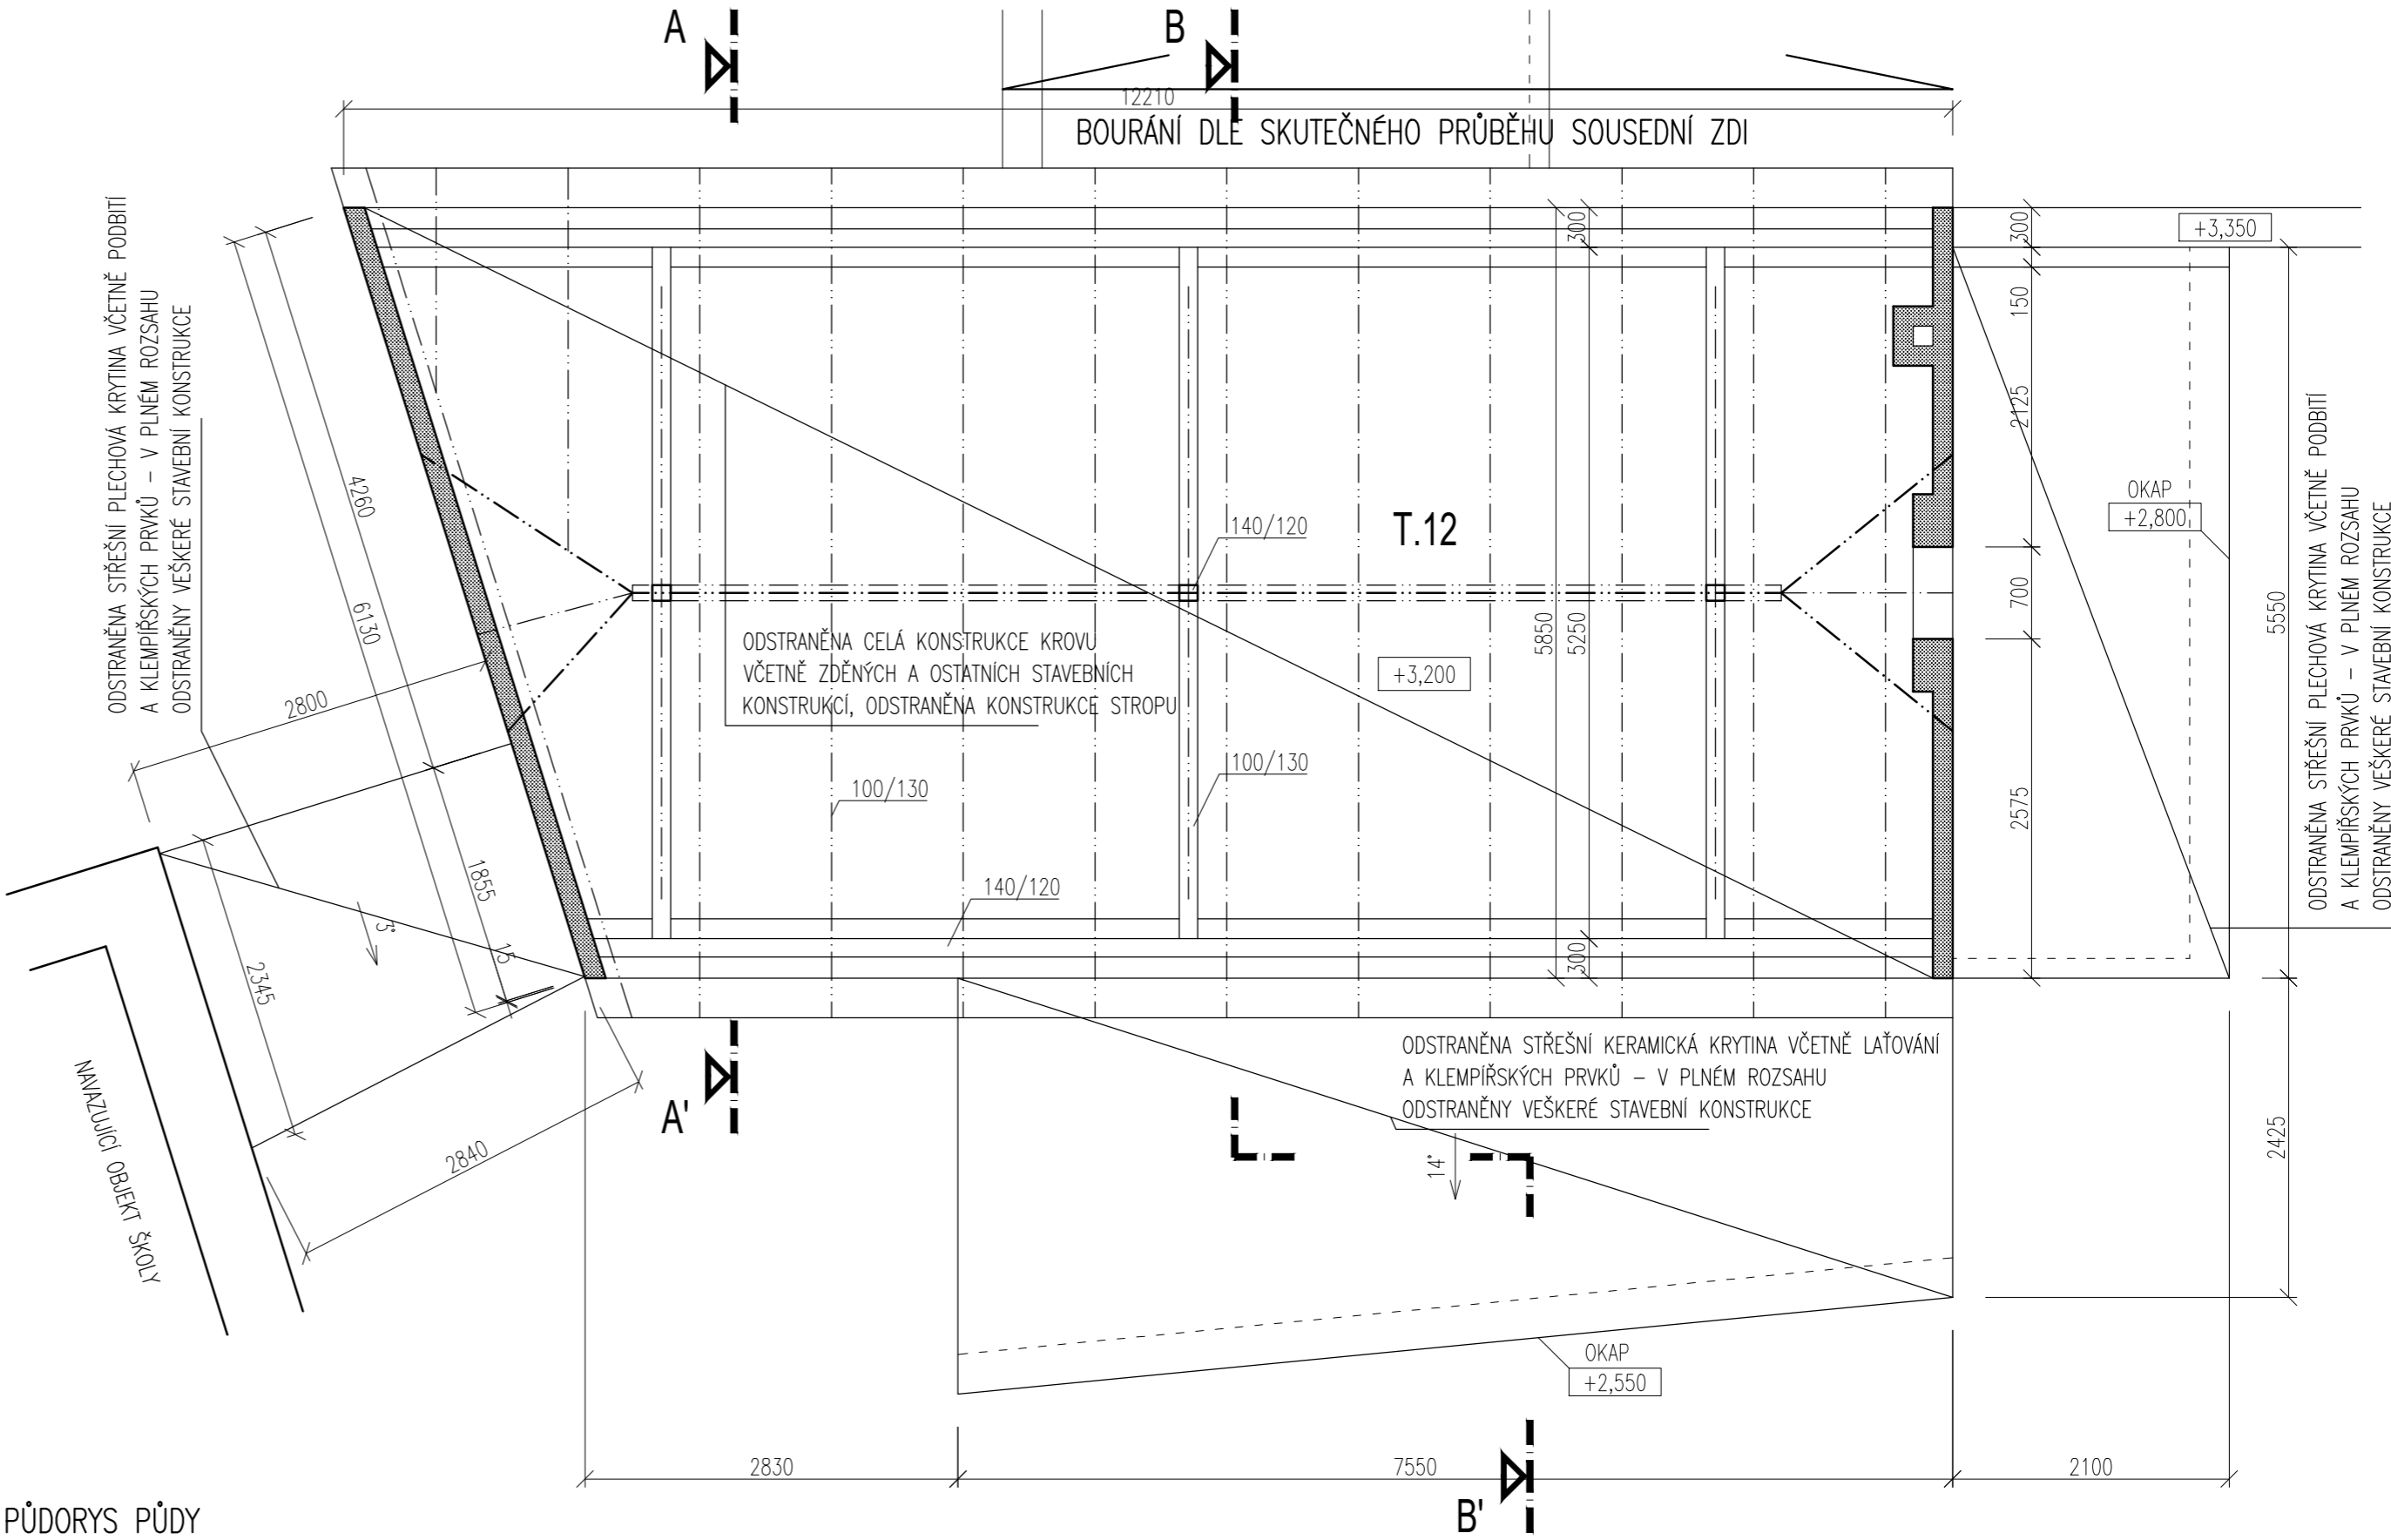 A
B
12210
BOURÁNÍ DLE SKUTEČNÉHO PRŮBĚHU SOUSEDNÍ ZDI
ODSTRANĚNA STŘEŠNÍ PLECHOVÁ KRYTINA VČETNĚ PODBITÍ
A KLEMPÍŘSKÝCH PRVKŮ – V PLNÉM ROZSAHU
ODSTRANĚNY VEŠKERÉ STAVEBNÍ KONSTRUKCE
4260
6130
2800
1855
15
2345
3°
2840
NAVAZUJÍCÍ OBJEKT ŠKOLY
140/120
T.12
ODSTRANĚNA CELÁ KONSTRUKCE KROVU
VČETNĚ ZDĚNÝCH A OSTATNÍCH STAVEBNÍCH
KONSTRUKCÍ, ODSTRANĚNA KONSTRUKCE STROPU
+3,200
100/130
100/130
140/120
300
5850
5250
300
300
150
2125
700
2575
+3,350
OKAP
+2,800
5550
2425
ODSTRANĚNA STŘEŠNÍ PLECHOVÁ KRYTINA VČETNĚ PODBITÍ
A KLEMPÍŘSKÝCH PRVKŮ – V PLNÉM ROZSAHU
ODSTRANĚNY VEŠKERÉ STAVEBNÍ KONSTRUKCE
ODSTRANĚNA STŘEŠNÍ KERAMICKÁ KRYTINA VČETNĚ LAŤOVÁNÍ
A KLEMPÍŘSKÝCH PRVKŮ – V PLNÉM ROZSAHU
ODSTRANĚNY VEŠKERÉ STAVEBNÍ KONSTRUKCE
14°
A'
OKAP
+2,550
2830
7550
2100
B'
PŮDORYS PŮDY